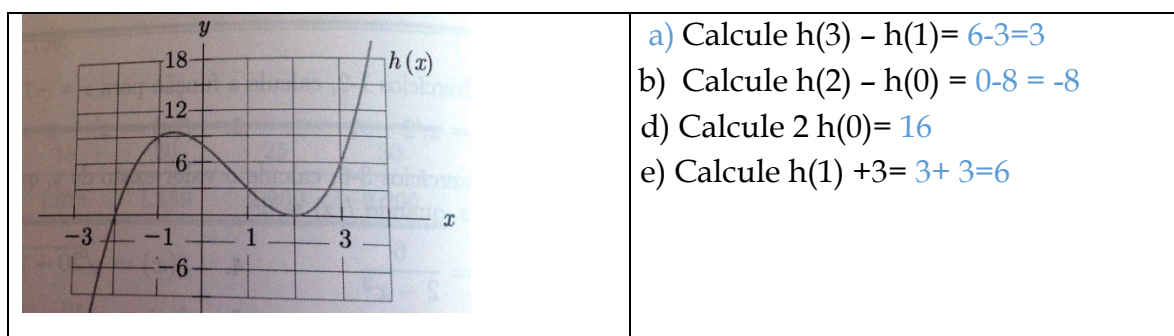 y
18
h (x)
12
6
x
-3
-1
1
3
-6
a) Calcule h(3) – h(1)= 6-3=3
b) Calcule h(2) – h(0) = 0-8 = -8
d) Calcule 2 h(0)= 16
e) Calcule h(1) +3= 3+ 3=6